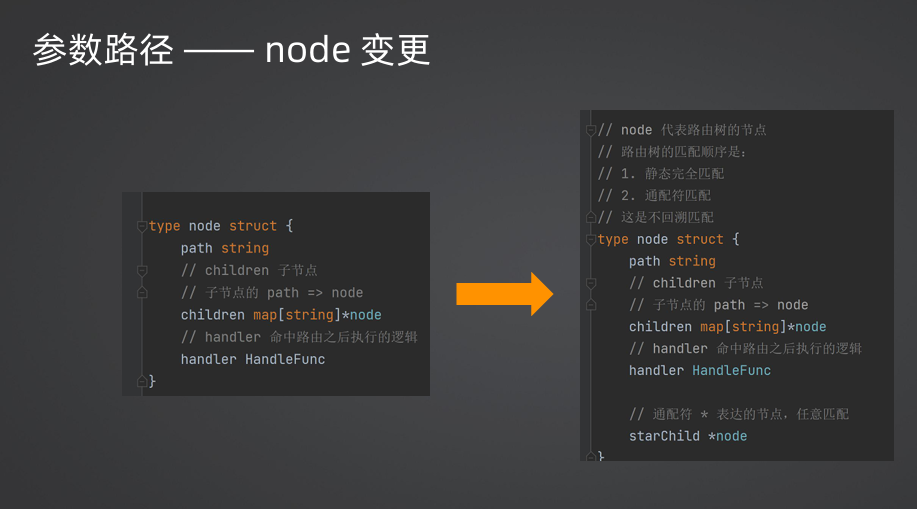 参数路径 —— node 变更
type node struct {
path string
// children 子节点
// 子节点的 path => node
children map[string]*node
// handler 命中路由之后执行的逻辑
handler HandleFunc
}
// node 代表路由树的节点
// 路由树的匹配顺序是：
// 1. 静态完全匹配
// 2. 通配符匹配
// 这是不回溯匹配
type node struct {
path string
// children 子节点
// 子节点的 path => node
children map[string]*node
// handler 命中路由之后执行的逻辑
handler HandleFunc
// 通配符 * 表达的节点，任意匹配
starChild *node
}